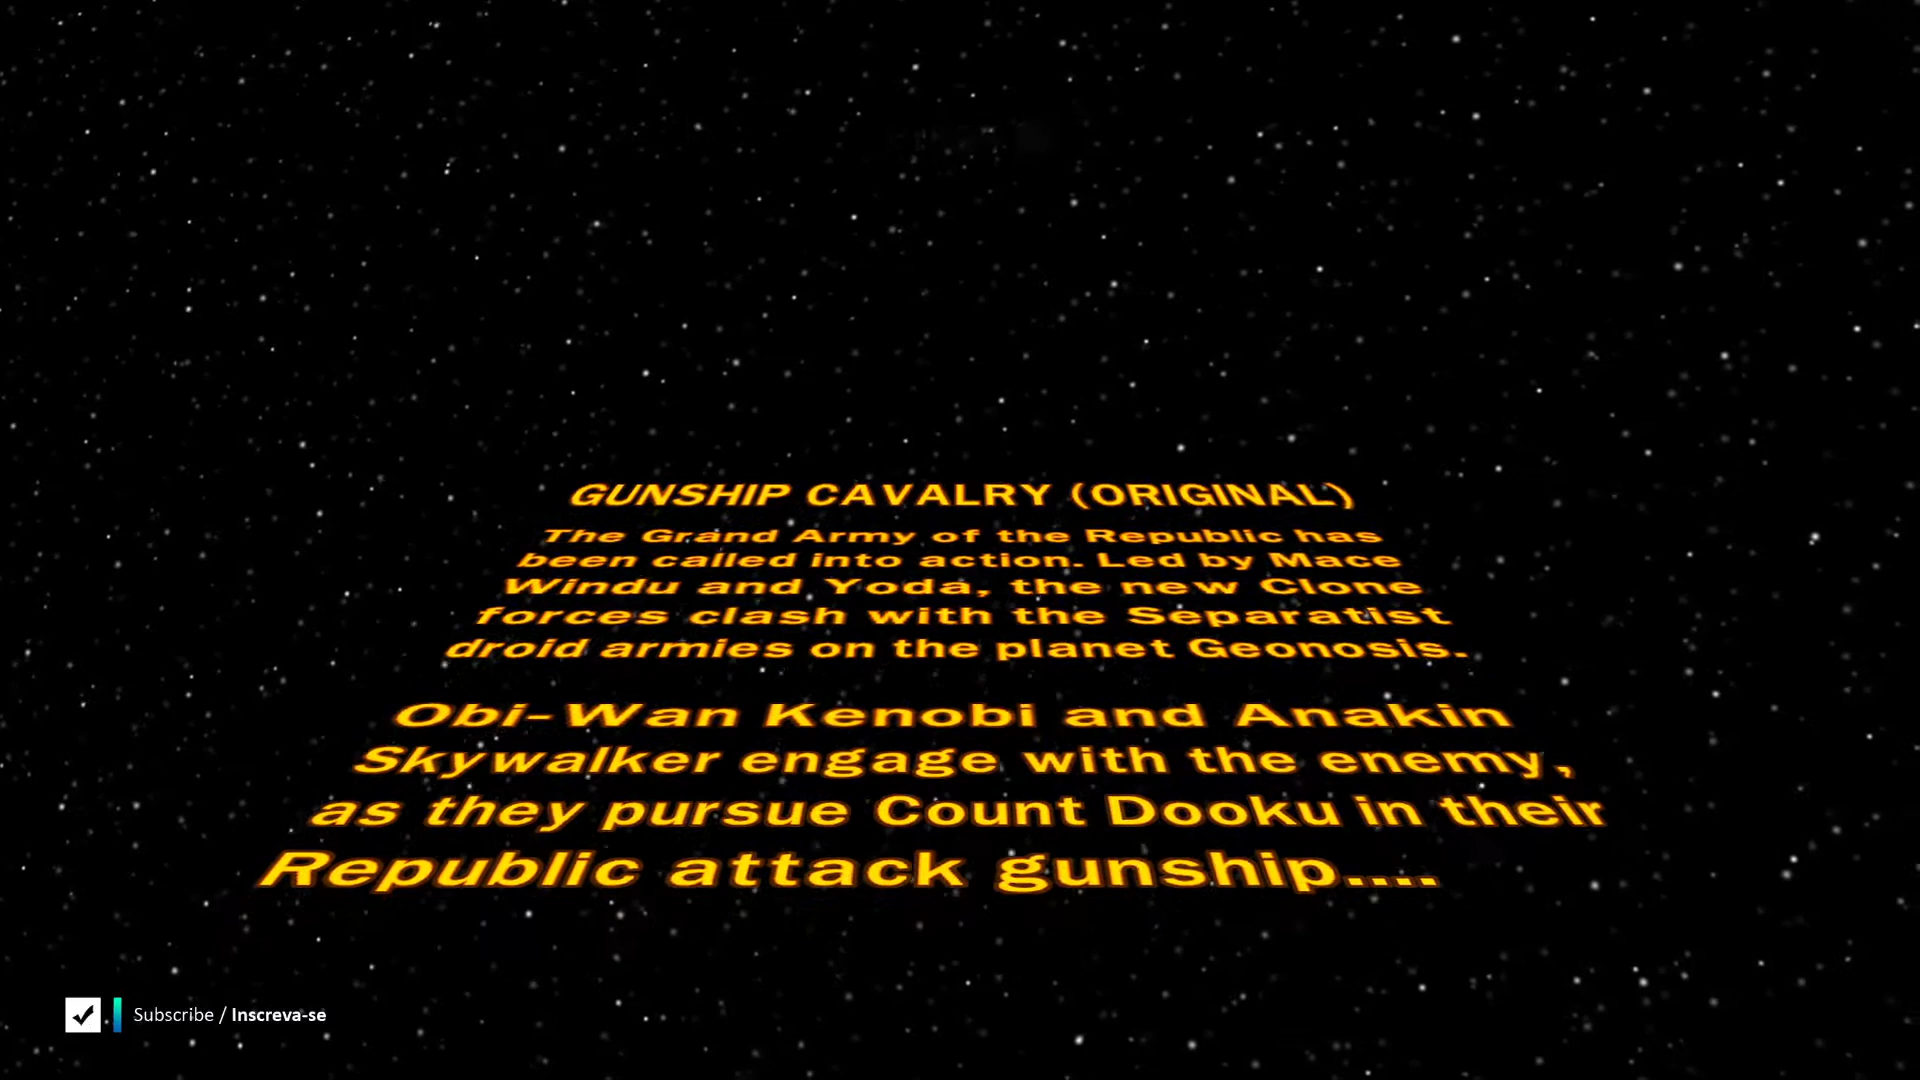 GUNSHIP CAVALRY (ORIGINAL)
The Grand Army of the Republic has
been called into action. Led by Mace
Windu and Yoda, the new Clone
forces clash with the Separatist
droid armies on the planet Geonosis.
Obi-Wan Kenobi and Anakin
Skywalker engage with the enemy,
as they pursue Count Dooku in their
Republic attack gunship....
Subscribe / Inscreva-se